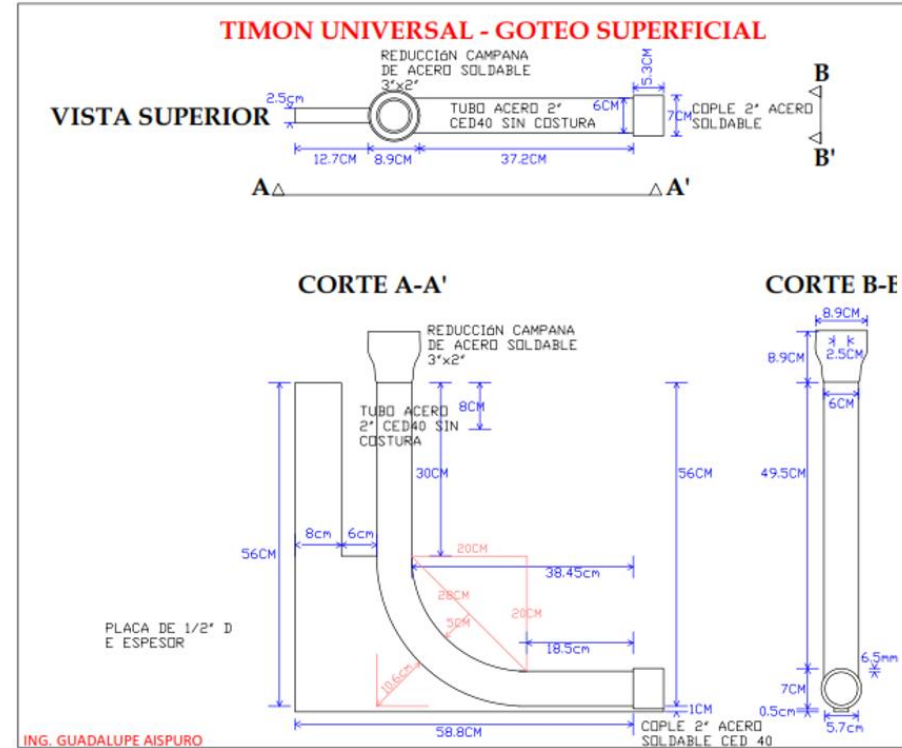 TIMON UNIVERSAL - GOTEO SUPERFICIAL
REDUCCIóN CAMPANA
DE ACERO SOLDABLE
3"x2"
5.3CM
B
2.5cm
VISTA SUPERIOR
TUBO ACERO 2"
CED40 SIN COSTURA
6CM
7CM
COPLE 2" ACERO
SOLDABLE
12.7CM
8.9CM
37.2CM
B'
A
A'
CORTE A-A'
CORTE B-B
8.9CM
REDUCCIóN CAMPANA
DE ACERO SOLDABLE
3"x2"
8.9CM
2.5CM
TUBO ACERO
2" CED40 SIN
COSTURA
8CM
6CM
30CM
56CM
49.5CM
8cm
6cm
20CM
56CM
38.45cm
28CM
20CM
5CM
PLACA DE 1/2" D
E ESPESOR
18.5cm
10.6cm
6.5mm
7CM
1CM
0.5cm
58.8CM
5.7cm
COPLE 2" ACERO
SOLDABLE CED 40
ING. GUADALUPE AISPURO